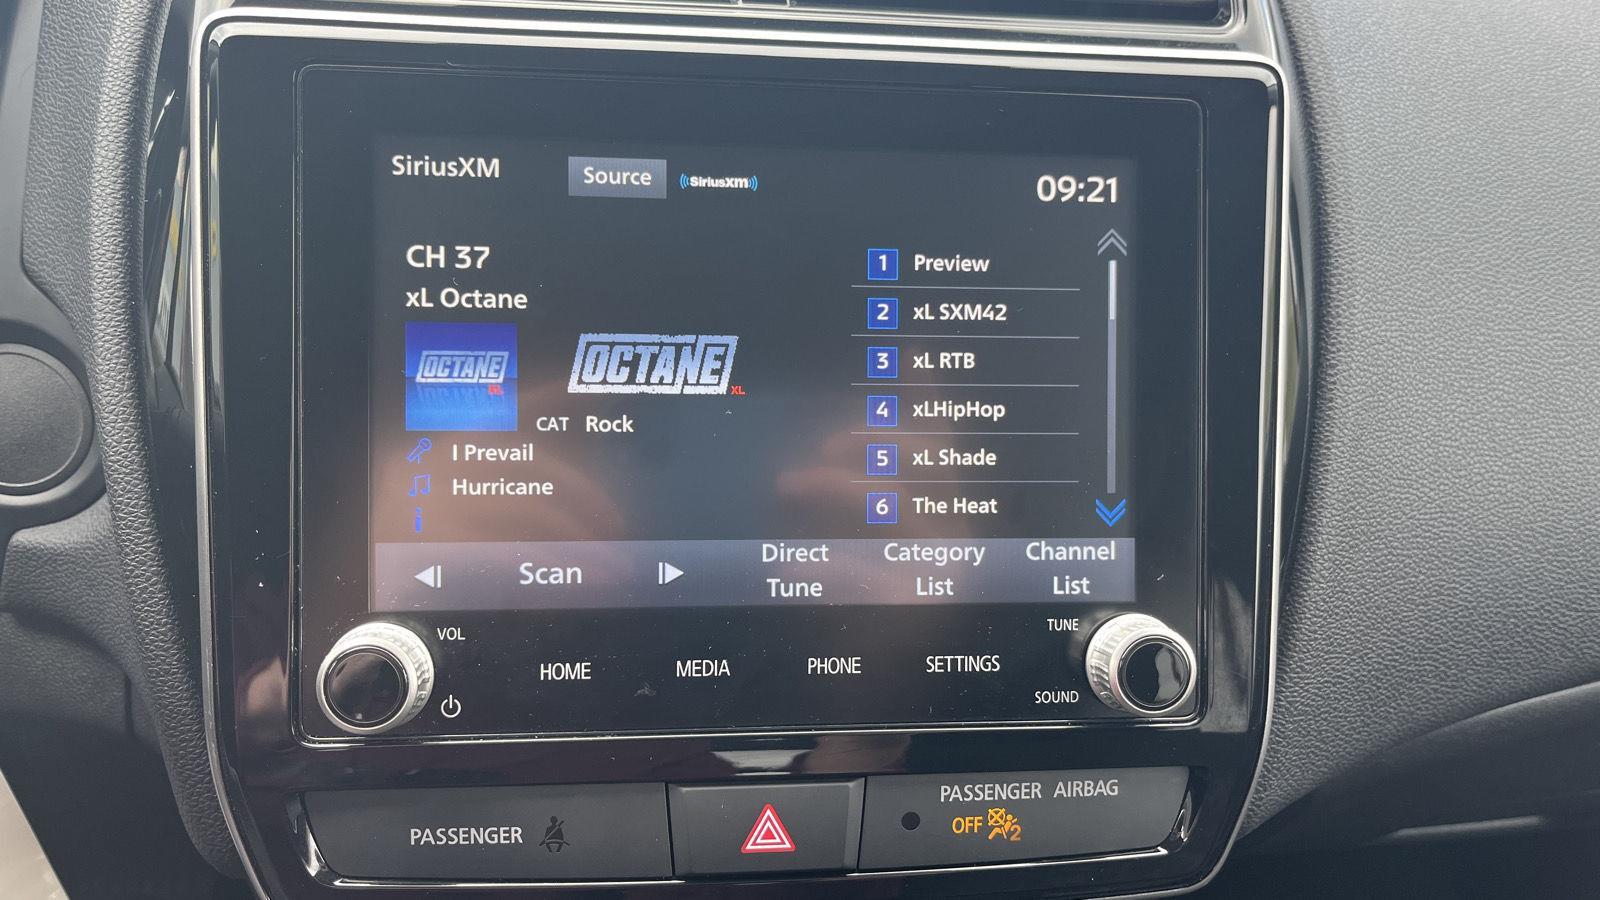 SiriusXM
Source
SiriusXM
09:21
CH 37
xL Octane
OCTANE
XL
OCTANE
XL
CAT Rock
I Prevail
Hurricane
1 Preview
2 xL SXM42
3 xL RTB
4 xLHipHop
5 xL Shade
6 The Heat
Scan
Direct
Tune
Category
List
Channel
List
VOL
HOME
MEDIA
PHONE
SETTINGS
TUNE
SOUND
PASSENGER
PASSENGER AIRBAG
OFF 2